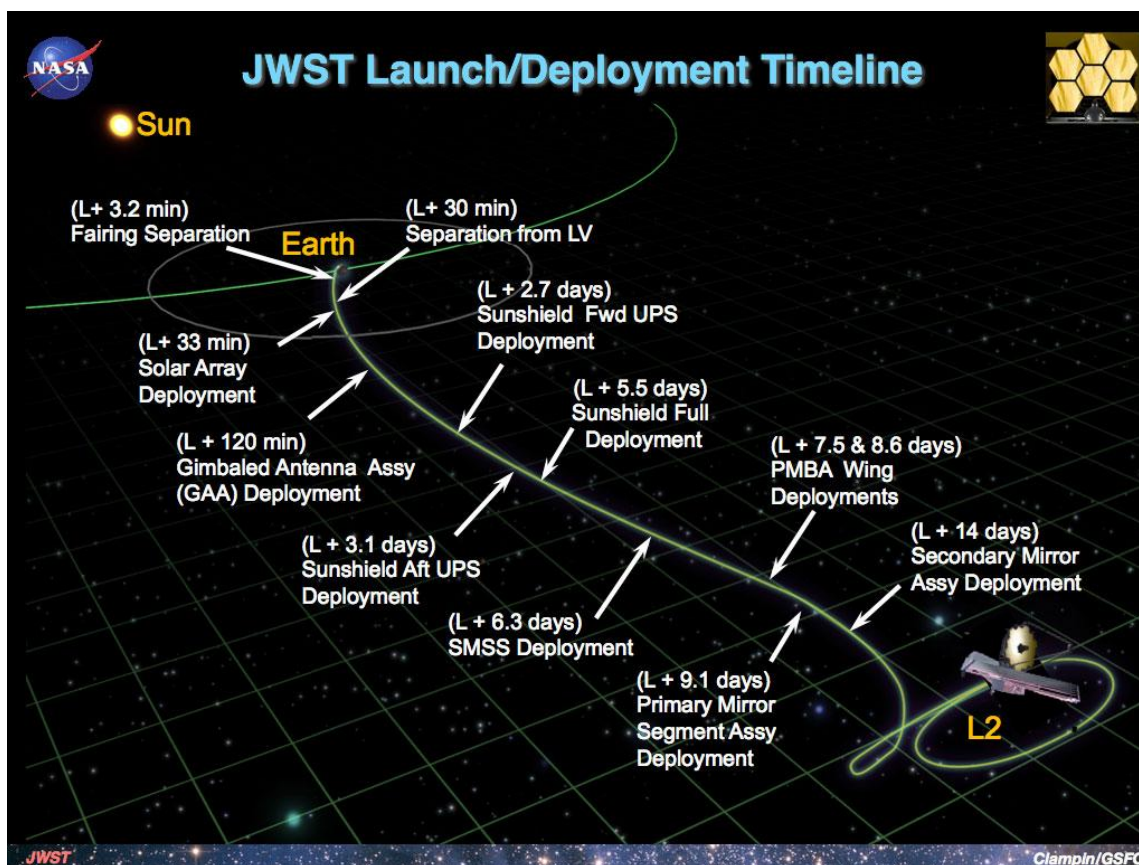 NASA
JWST Launch/Deployment Timeline
Sun
(L+ 3.2 min)
Fairing Separation
(L+ 30 min)
Separation from LV
Earth
(L + 2.7 days)
Sunshield Fwd UPS
Deployment
(L+ 33 min)
Solar Array
Deployment
(L + 5.5 days)
Sunshield Full
Deployment
(L + 120 min)
Gimbaled Antenna Assy
(GAA) Deployment
(L + 7.5 & 8.6 days)
PMBA Wing
Deployments
(L + 3.1 days)
Sunshield Aft UPS
Deployment
(L + 14 days)
Secondary Mirror
Assy Deployment
(L + 6.3 days)
SMSS Deployment
(L + 9.1 days)
Primary Mirror
Segment Assy
Deployment
L2
JWST
Clampin/GSFC